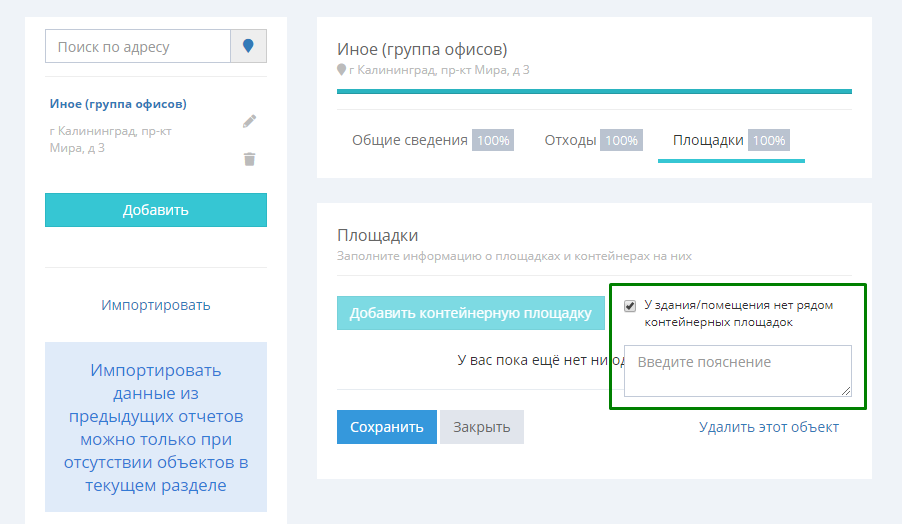 Поиск по адресу
Иное (группа офисов)
г Калининград, пр-кт
Мира, д 3
Добавить
Импортировать
Импортировать
данные из
предыдущих отчетов
можно только при
отсутствии объектов в
текущем разделе
Иное (группа офисов)
г Калининград, пр-кт Мира, д 3
Общие сведения 100% Отходы 100% Площадки 100%
Площадки
Заполните информацию о площадках и контейнерах на них
Добавить контейнерную площадку
У здания/помещения нет рядом
контейнерных площадок
У вас пока ещё нет ни
Введите пояснение
Сохранить Закрыть Удалить этот объект